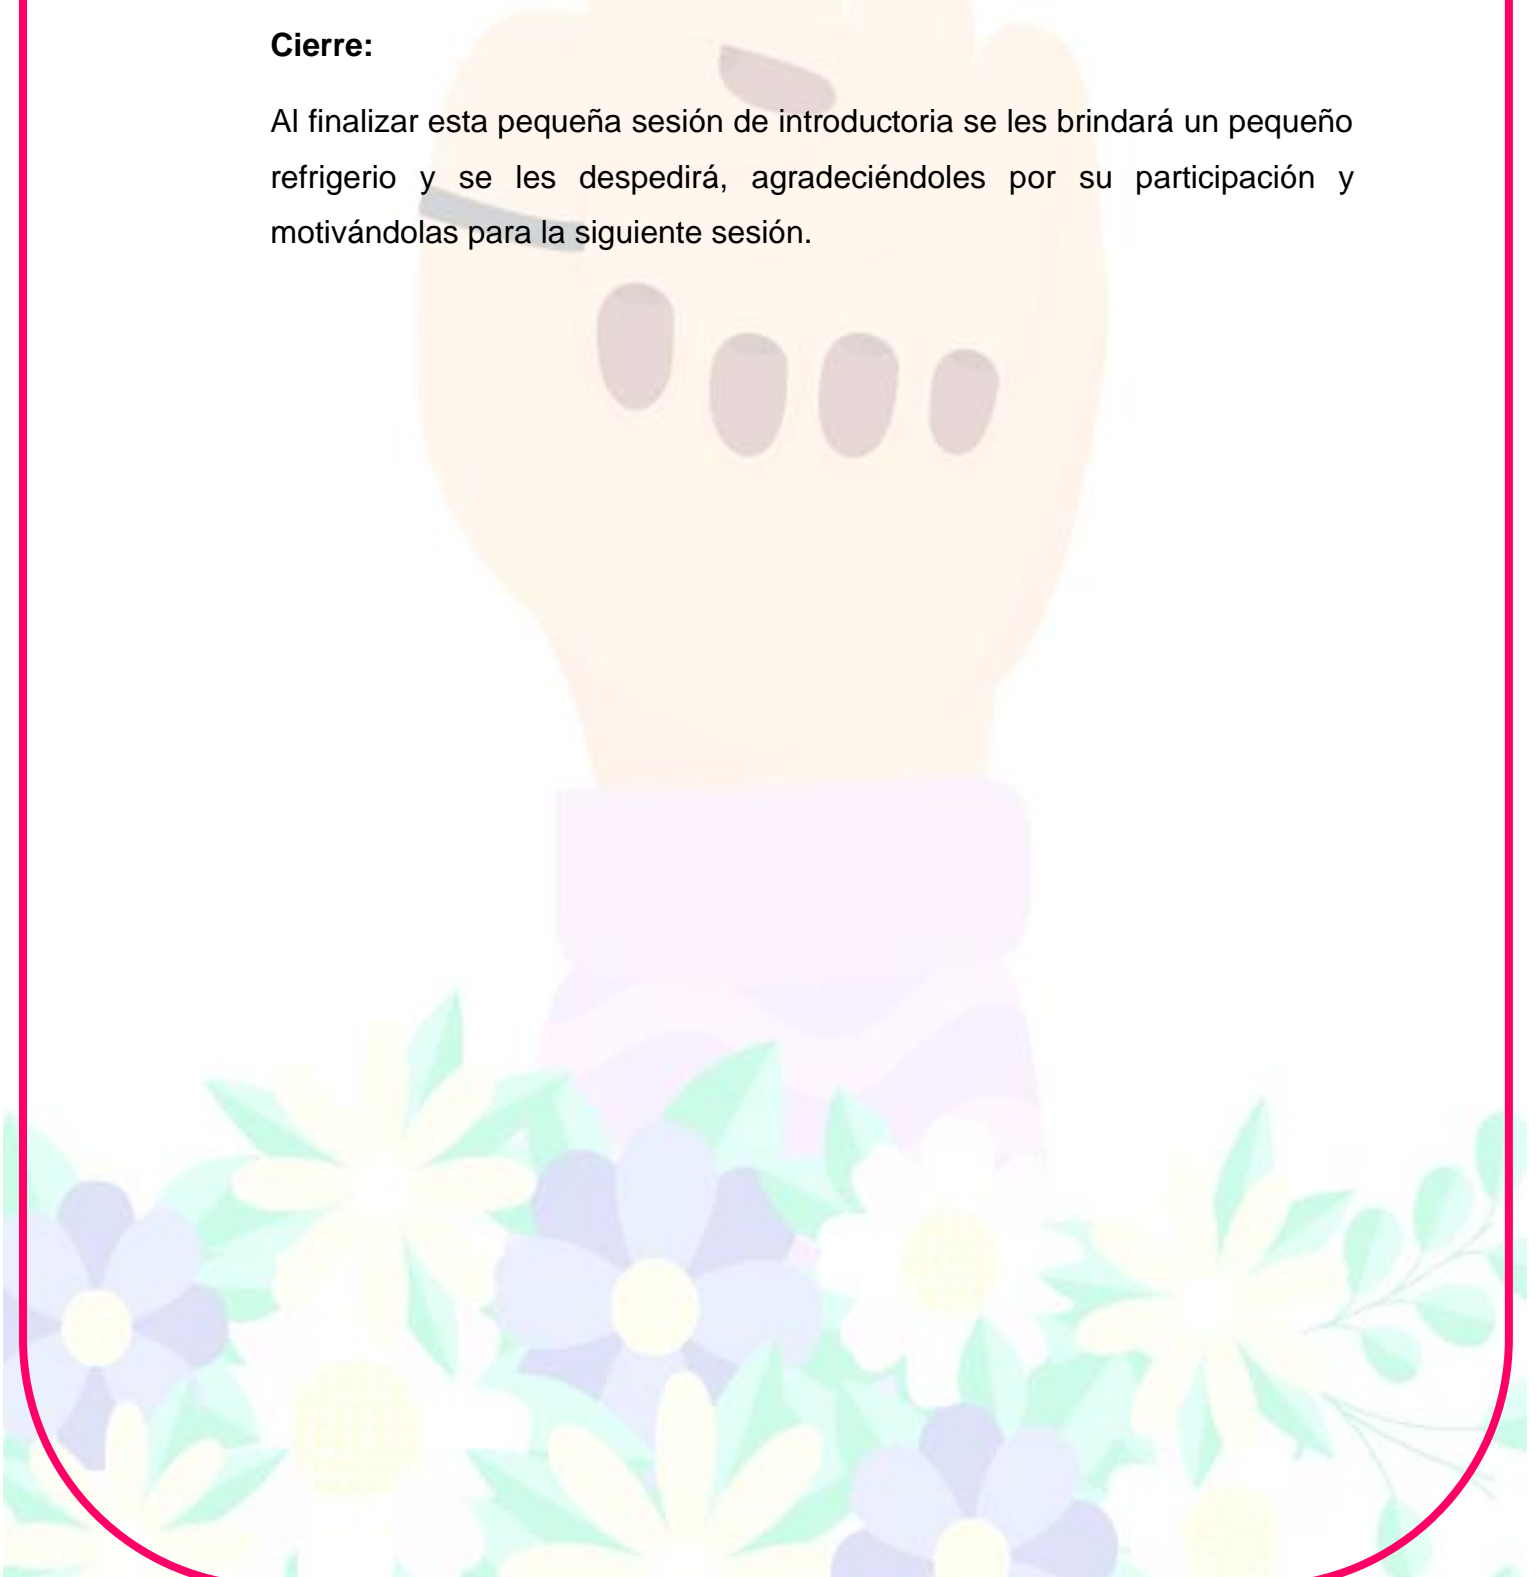 Cierre:
Al finalizar esta pequeña sesión de introductoria se les brindará un pequeño
refrigerio y se les despedirá, agradeciéndoles por su participación y
motivándolas para la siguiente sesión.